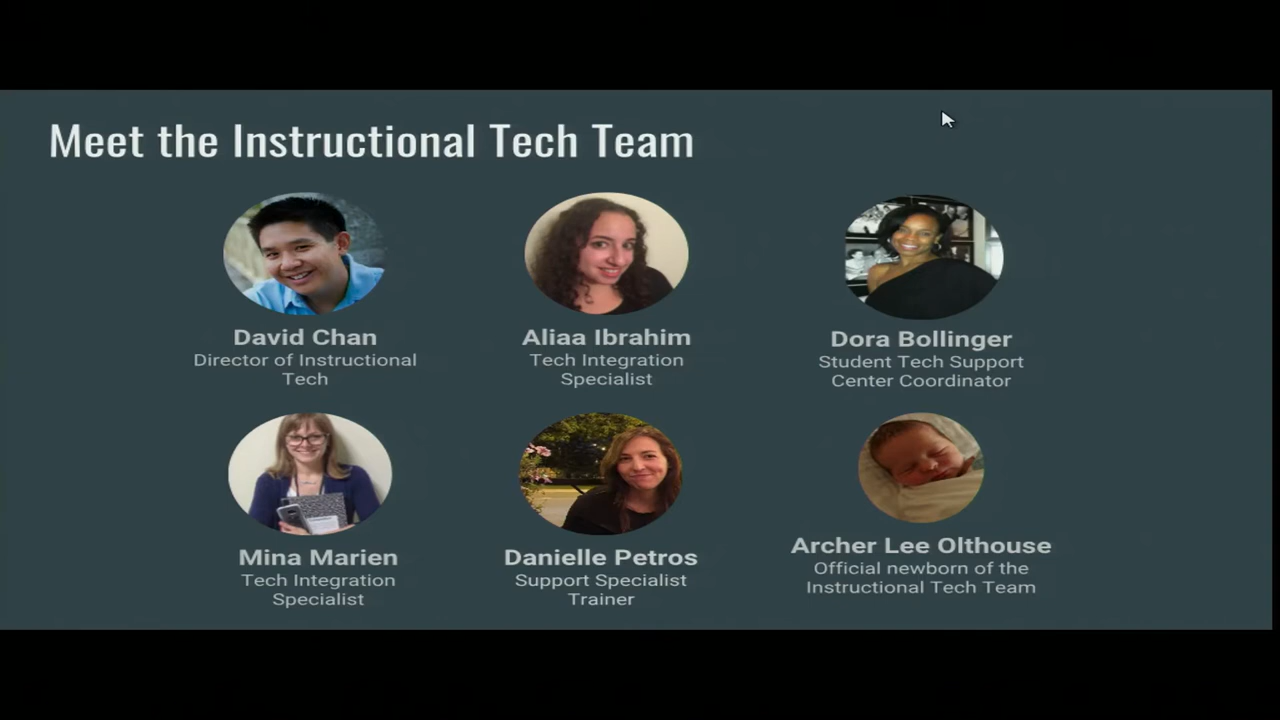 Meet the Instructional Tech Team
David Chan
Director of Instructional
Tech
Aliaa Ibrahim
Tech Integration
Specialist
Dora Bollinger
Student Tech Support
Center Coordinator
Mina Marien
Tech Integration
Specialist
Danielle Petros
Support Specialist
Trainer
Archer Lee Olthouse
Official newborn of the
Instructional Tech Team